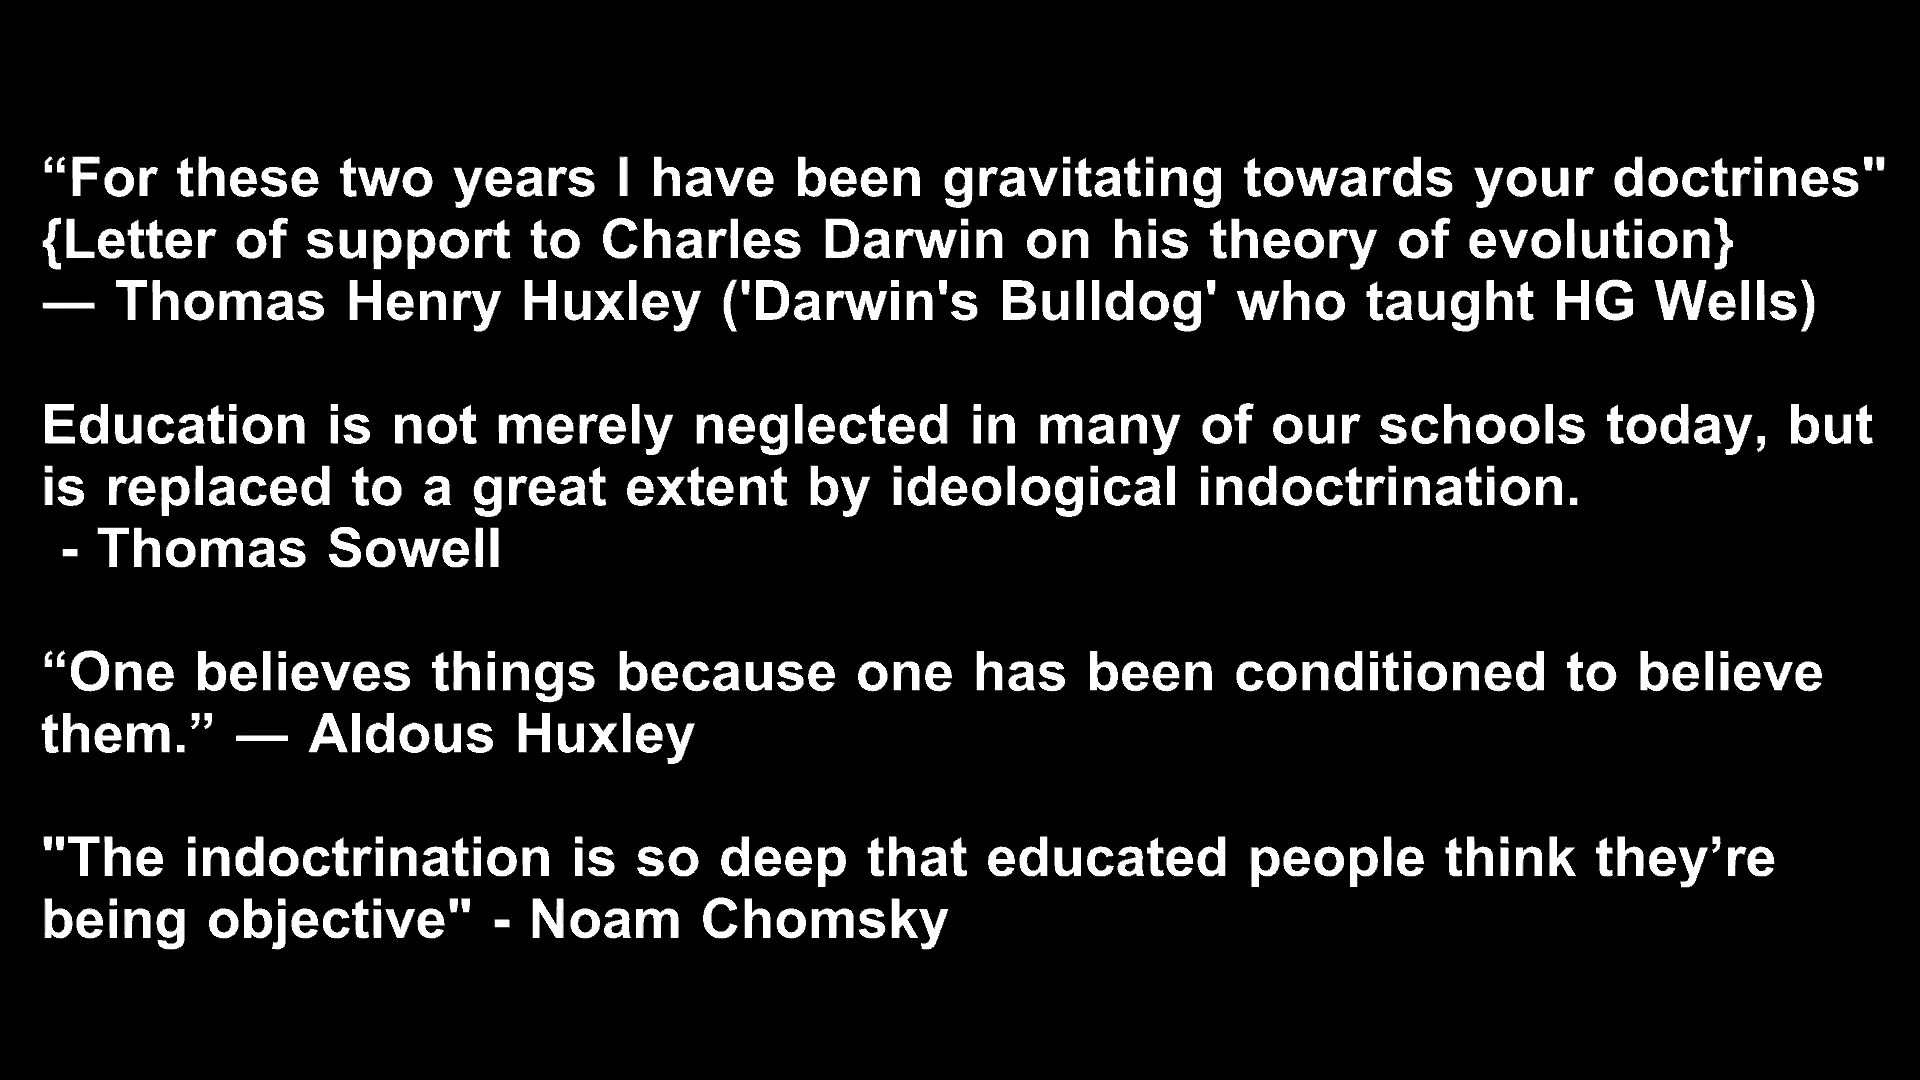 “For these two years I have been gravitating towards your doctrines"
{Letter of support to Charles Darwin on his theory of evolution}
— Thomas Henry Huxley ('Darwin's Bulldog' who taught HG Wells)
Education is not merely neglected in many of our schools today, but
is replaced to a great extent by ideological indoctrination.
- Thomas Sowell
“One believes things because one has been conditioned to believe
them.” — Aldous Huxley
"The indoctrination is so deep that educated people think they’re
being objective" - Noam Chomsky